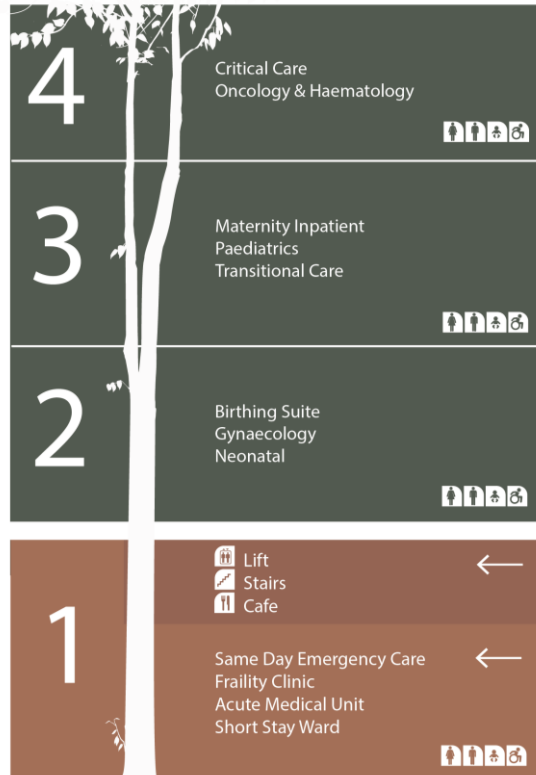 4
Critical Care
Oncology & Haematology
3
Maternity Inpatient
Paediatrics
Transitional Care
2
Birthing Suite
Gynaecology
Neonatal
1
Lift
Stairs
Cafe
Same Day Emergency Care
Fraility Clinic
Acute Medical Unit
Short Stay Ward